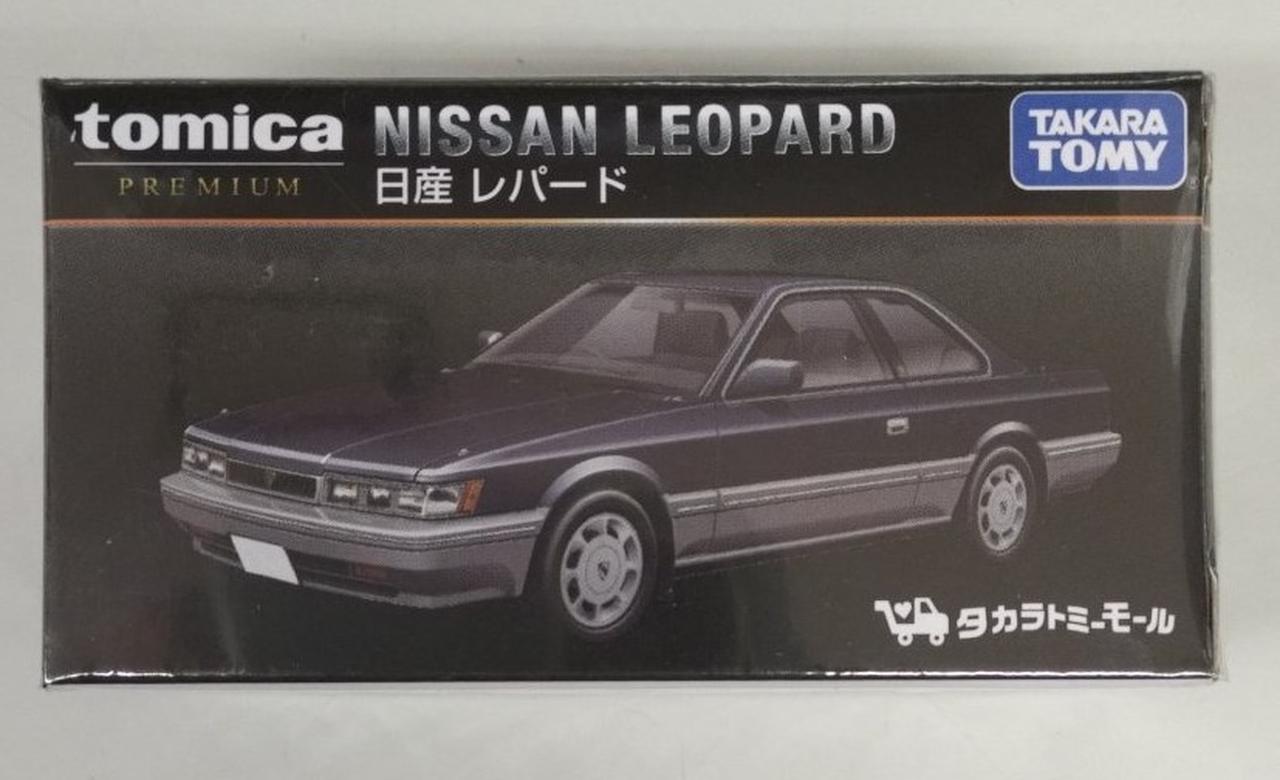 tomica
PREMIUM
NISSAN LEOPARD
日産 レパード
TAKARA
TOMY
タカラトミーモール